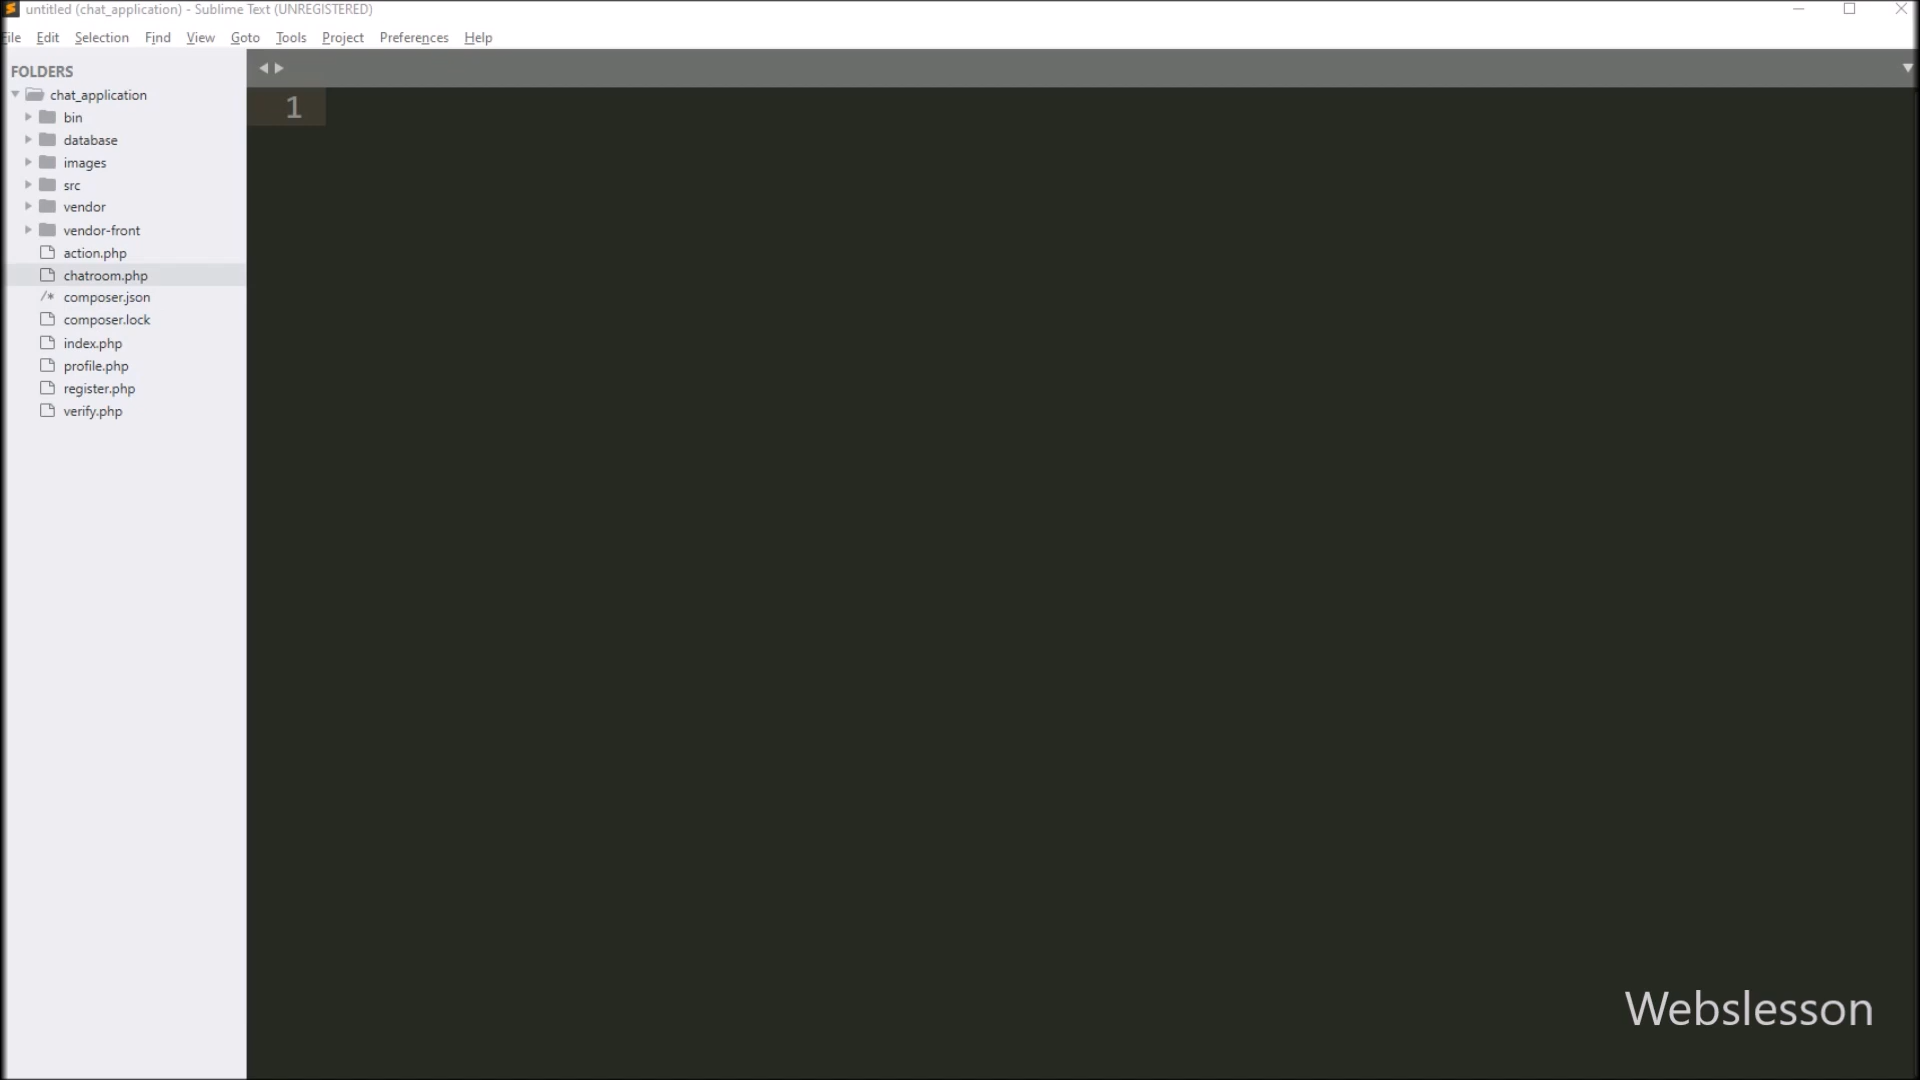 untitled (chat_application) - Sublime Text (UNREGISTERED)
File Edit Selection Find View Goto Tools Project Preferences Help
FOLDERS
chat_application
1
bin
database
images
src
vendor
vendor-front
action.php
chatroom.php
/* composer.json
composer.lock
index.php
profile.php
register.php
verify.php
Webslesson